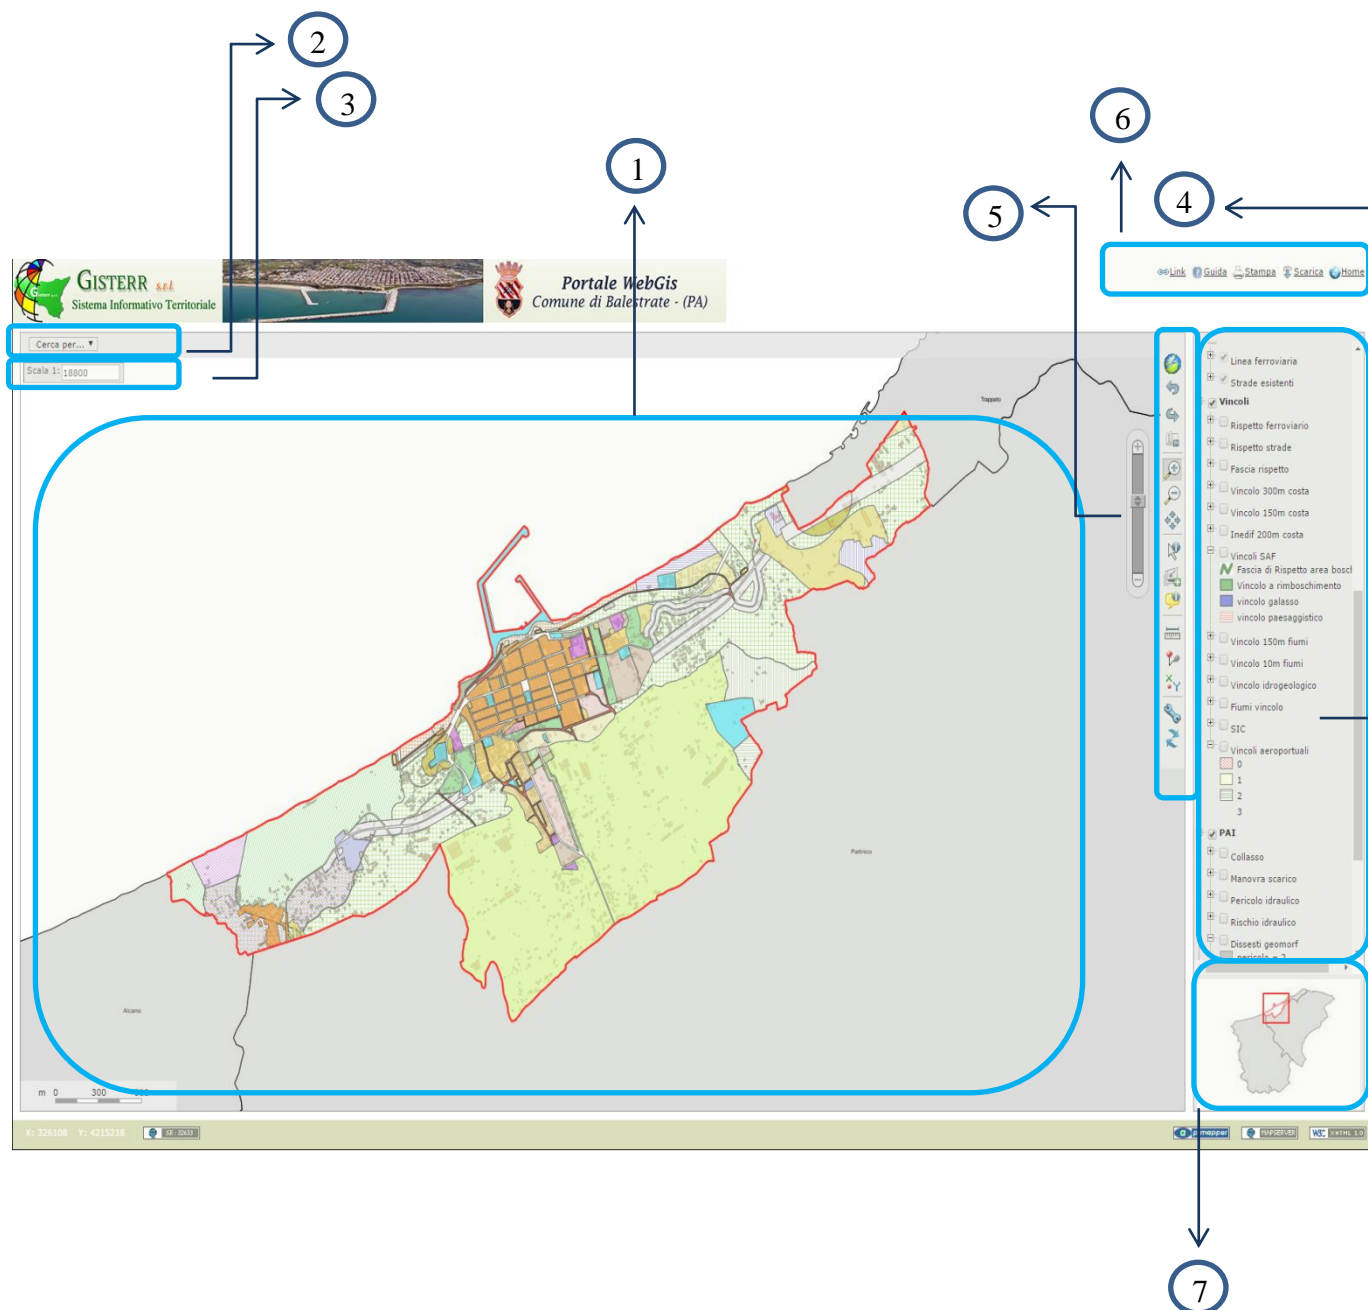 2
3
6
1
4
5
GISTERR s.r.l.
Sistema Informativo Territoriale
Portale WebGis
Comune di Balestrate - (PA)
Link Guida Stampa Scarica Home
Cerca per...
Scala 1: 18800
Linea ferroviaria
Strade esistenti
Vincoli
Rispetto ferroviario
Rispetto strade
Fascia rispetto
Vincolo 300m costa
Vincolo 150m costa
Inedif 200m costa
Vincoli SAF
Fascia di Rispetto area bosch
Vincolo a rimboschimento
vincolo galasso
vincolo paesaggistico
Vincolo 150m fiumi
Vincolo 10m fiumi
Vincolo idrogeologico
Fiumi vincolo
SIC
Vincoli aeroportuali
0
1
2
3
PAI
Collasso
Manovra scarico
Pericolo idraulico
Rischio idraulico
Dissesti geomorf
pericolo = 2
Trappeto
Partinico
Alcamo
m 0 300
X: 326108 Y: 4215218
SR: 32633
p.mapper
MAPSERVER
W3C XHTML 1.0
7